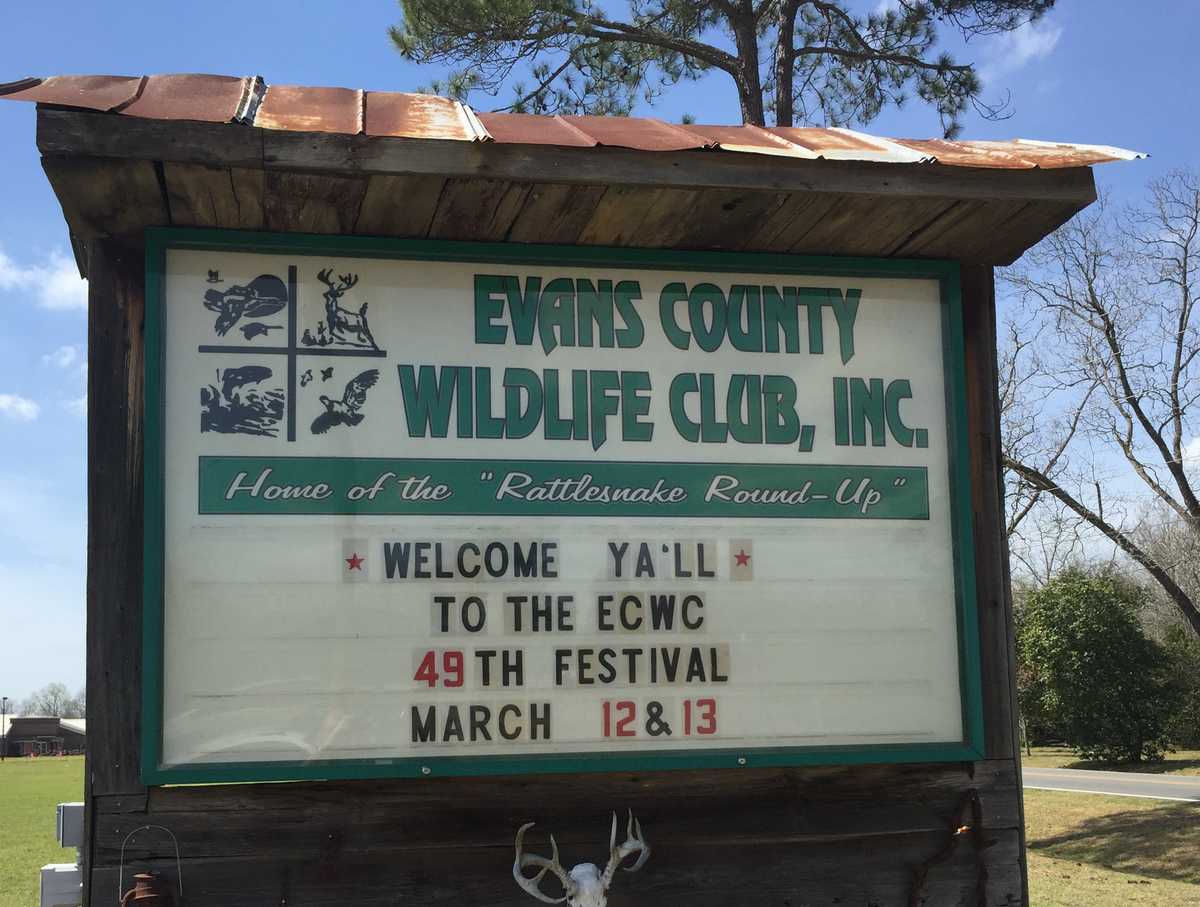 EVANS COUNTY
WILDLIFE CLUB, INC.
Home of the "Rattlesnake Round-Up"
★ WELCOME YA'LL ★
TO THE ECWC
49TH FESTIVAL
MARCH 12 & 13